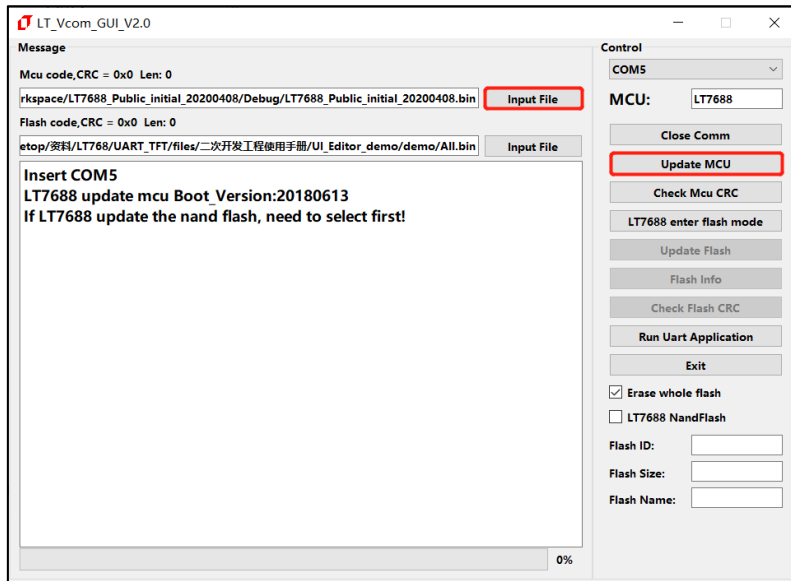 LT_Vcom_GUI_V2.0
Message
Mcu code,CRC = 0x0 Len: 0
rkspace/LT7688_Public_initial_20200408/Debug/LT7688_Public_initial_20200408.bin
Input File
Flash code,CRC = 0x0 Len: 0
etop/资料/LT768/UART_TFT/files/二次开发工程使用手册/UI_Editor_demo/demo/All.bin
Input File
Insert COM5
LT7688 update mcu Boot_Version:20180613
If LT7688 update the nand flash, need to select first!
0%
Control
COM5
MCU: LT7688
Close Comm
Update MCU
Check Mcu CRC
LT7688 enter flash mode
Update Flash
Flash Info
Check Flash CRC
Run Uart Application
Exit
Erase whole flash
LT7688 NandFlash
Flash ID:
Flash Size:
Flash Name: